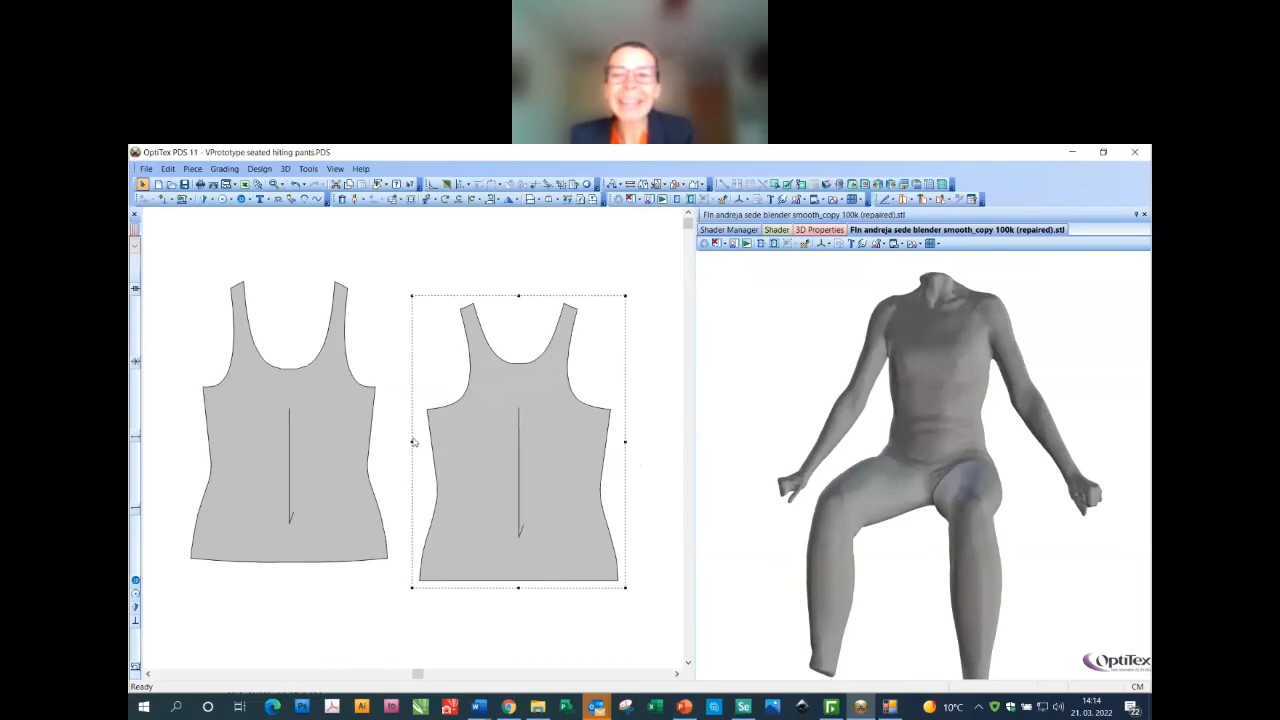 OptiTex PDS 11 - VPrototype seated hiting pants.PDS
File Edit Piece Grading Design 3D Tools View Help
FIn andreja sede blender smooth_copy 100k (repaired).stl
Shader Manager Shader 3D Properties FIn andreja sede blender smooth_copy 100k (repaired).stl
OptiTex
Ready CM
10°C 14:14
21. 03. 2022 22